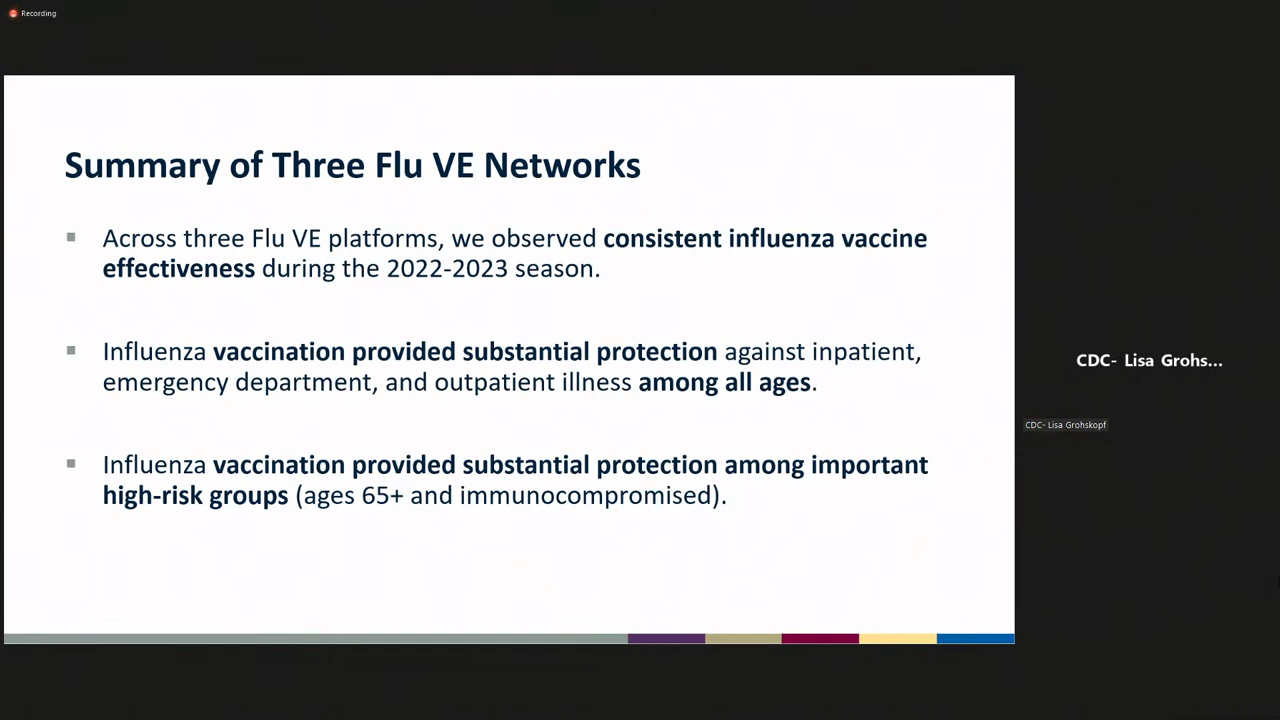 Recording
Summary of Three Flu VE Networks
Across three Flu VE platforms, we observed consistent influenza vaccine
effectiveness during the 2022-2023 season.
Influenza vaccination provided substantial protection against inpatient,
emergency department, and outpatient illness among all ages.
Influenza vaccination provided substantial protection among important
high-risk groups (ages 65+ and immunocompromised).
CDC- Lisa Grohs...
CDC- Lisa Grohskopf